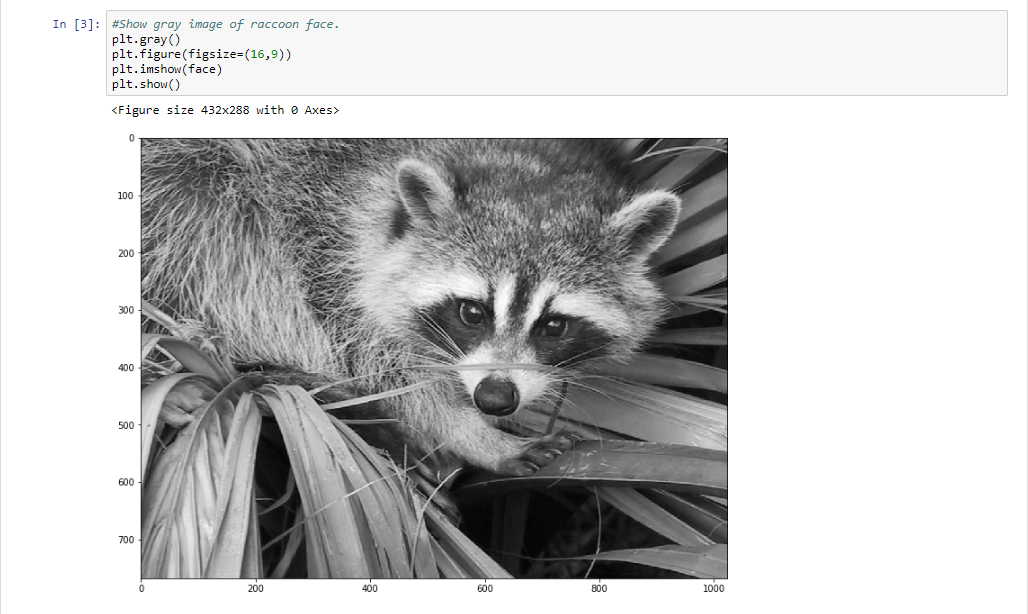 In [3]: #Show gray image of raccoon face.
plt.gray()
plt.figure(figsize=(16,9))
plt.imshow(face)
plt.show()
<Figure size 432x288 with 0 Axes>
0
100
200
300
400
500
600
700
0 200 400 600 800 1000